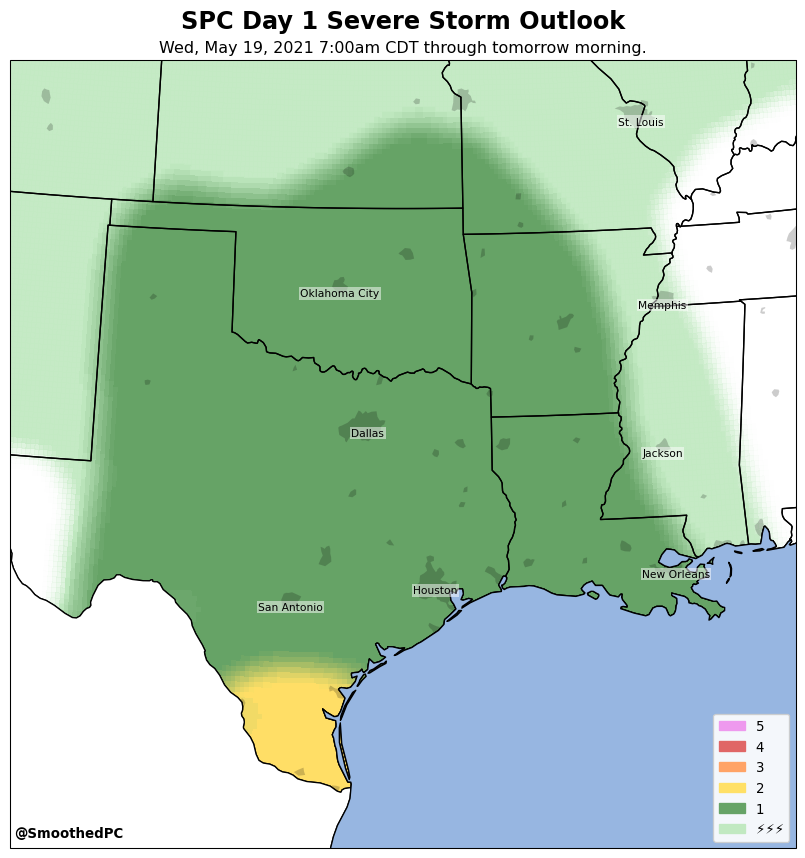 SPC Day 1 Severe Storm Outlook
Wed, May 19, 2021 7:00am CDT through tomorrow morning.
St. Louis
Oklahoma City
Memphis
Dallas
Jackson
New Orleans
Houston
San Antonio
5
4
3
2
1
⚡⚡⚡
@SmoothedPC